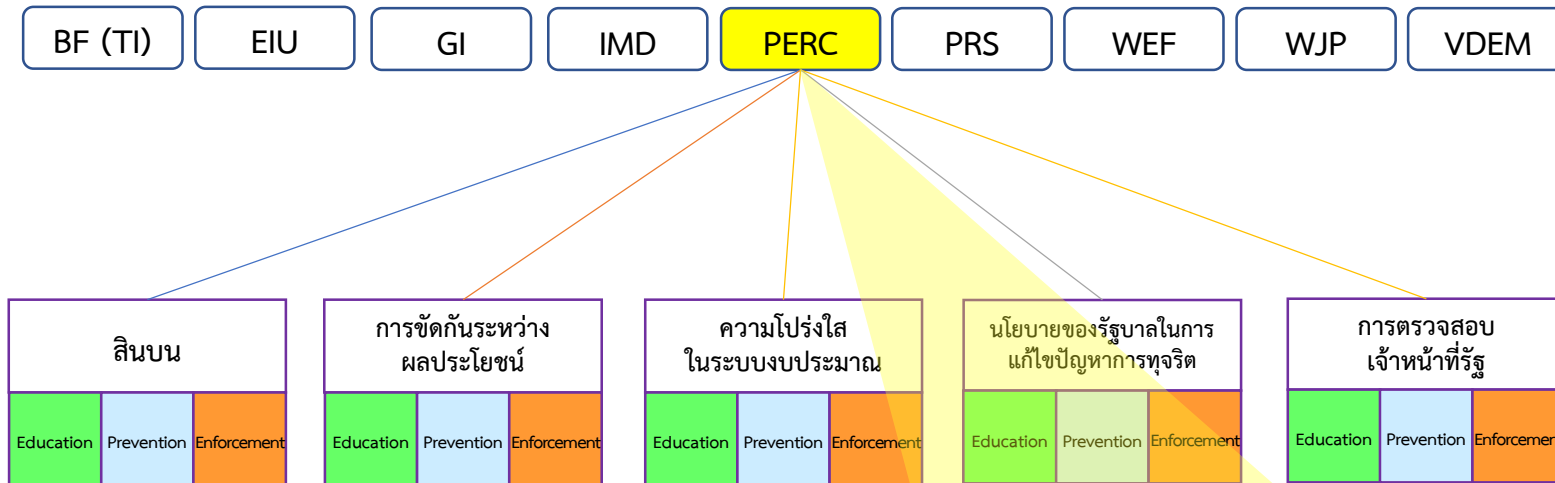 BF (TI)
EIU
GI
IMD
PERC
PRS
WEF
WJP
VDEM
สินบน
การขัดกันระหว่าง
ผลประโยชน์
ความโปร่งใส
ในระบบงบประมาณ
นโยบายของรัฐบาลในการ
แก้ไขปัญหาการทุจริต
การตรวจสอบ
เจ้าหน้าที่รัฐ
Education
Prevention
Enforcement
Education
Prevention
Enforcement
Education
Prevention
Enforcement
Education
Prevention
Enforcement
Education
Prevention
Enforcemen